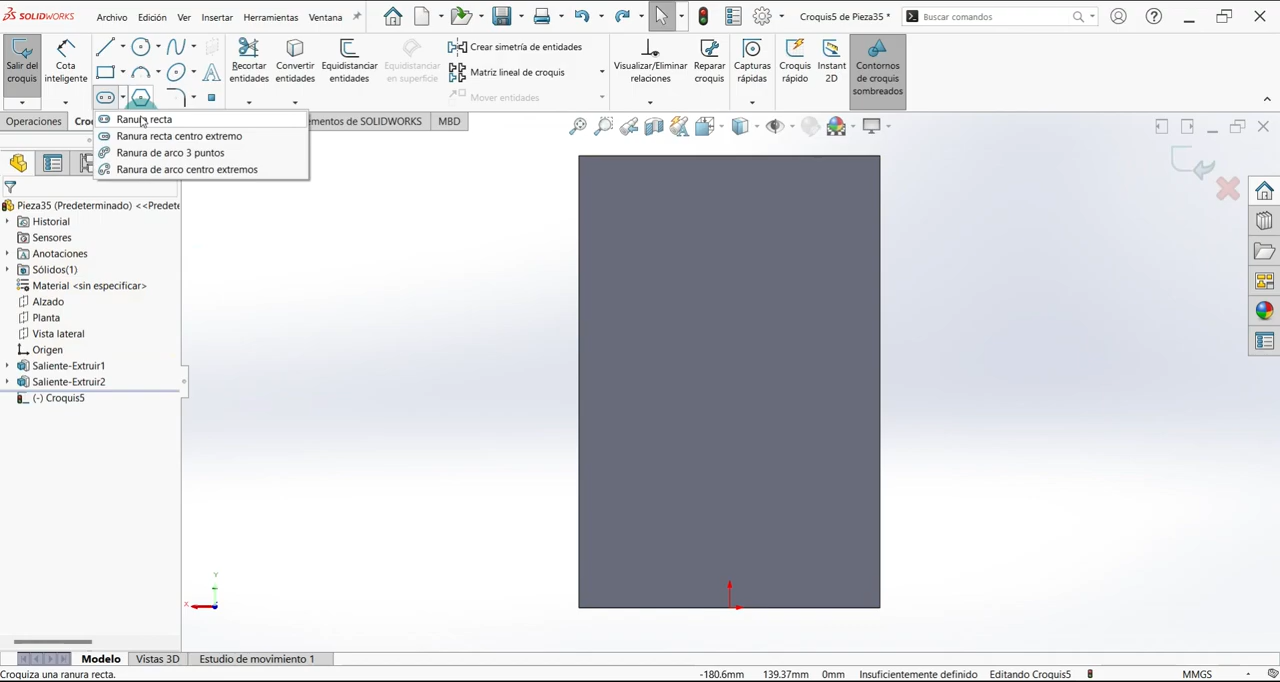 SOLIDWORKS Archivo Edición Ver Insertar Herramientas Ventana Croquis5 de Pieza35 * Buscar comandos
Salir del croquis
Cota inteligente
Recortar entidades
Convertir entidades
Equidistanciar entidades
Equidistanciar en superficie
Crear simetría de entidades
Matriz lineal de croquis
Mover entidades
Visualizar/Eliminar relaciones
Reparar croquis
Capturas rápidas
Croquis rápido
Instant 2D
Contornos de croquis sombreados
Operaciones
ementos de SOLIDWORKS MBD
Ranura recta
Ranura recta centro extremo
Ranura de arco 3 puntos
Ranura de arco centro extremos
Pieza35 (Predeterminado) <<Predete
Historial
Sensores
Anotaciones
Sólidos(1)
Material <sin especificar>
Alzado
Planta
Vista lateral
Origen
Saliente-Extruir1
Saliente-Extruir2
(-) Croquis5
Y
X
Modelo Vistas 3D Estudio de movimiento 1
Croquiza una ranura recta. -180.6mm 139.37mm 0mm Insuficientemente definido Editando Croquis5 MMGS